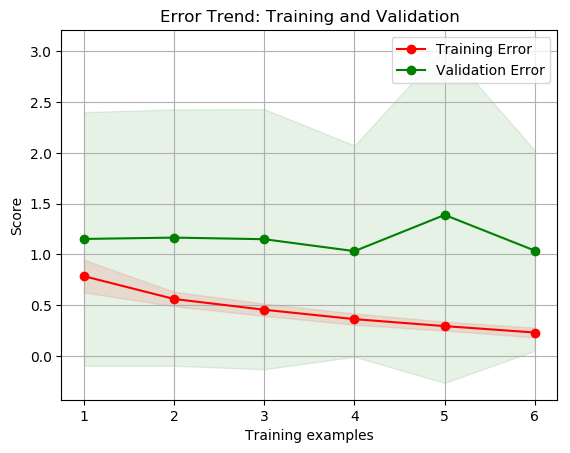 Error Trend: Training and Validation
Training Error
Validation Error
Score
3.0
2.5
2.0
1.5
1.0
0.5
0.0
1 2 3 4 5 6
Training examples